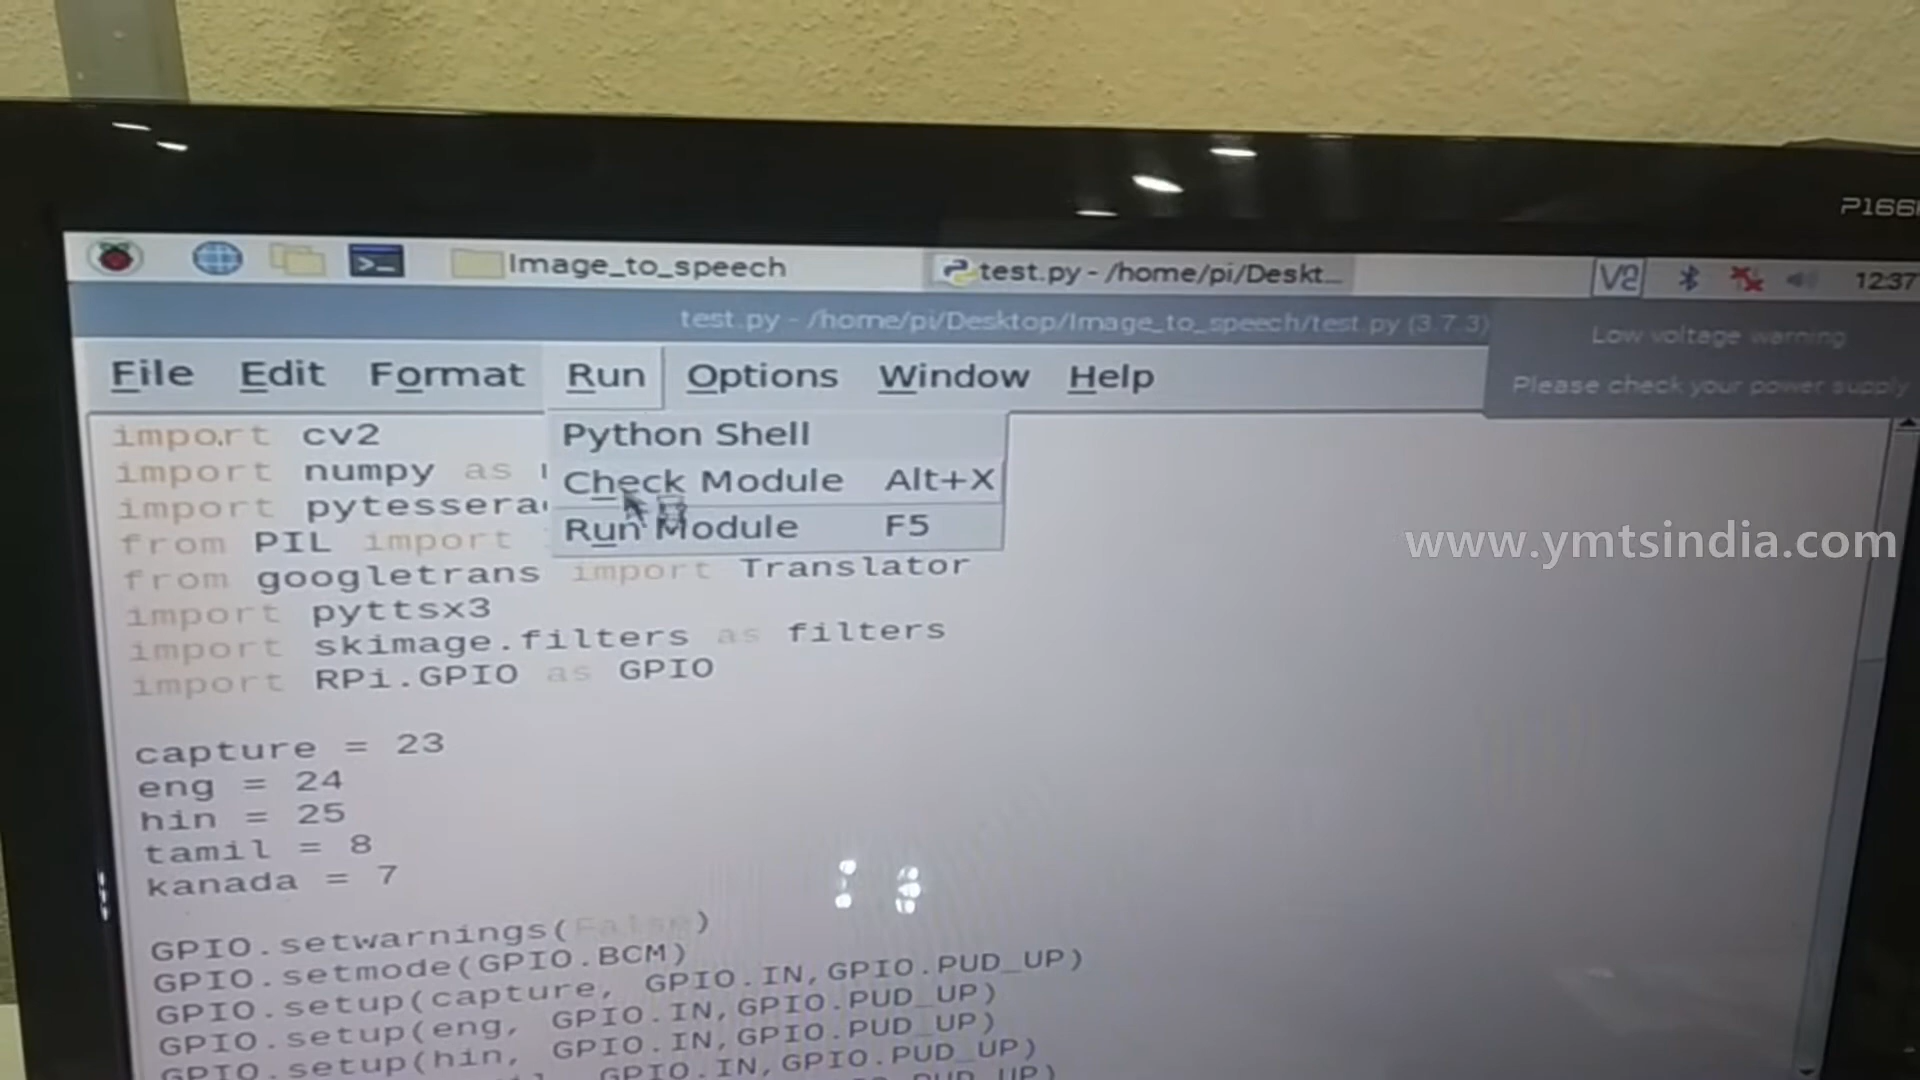 P166
Image_to_speech
test.py - /home/pi/Deskt...
V2
12:37
test.py - /home/pi/Desktop/Image_to_speech/test.py (3.7.3)
Low voltage warning
Please check your power supply
File Edit Format Run Options Window Help
Python Shell
Check Module Alt+X
Run Module F5
import cv2
import numpy as
import
from PIL import
from googletrans import Translator
import pyttsx3
import skimage.filters as filters
import RPi.GPIO as GPIO
www.ymtsindia.com
capture = 23
eng = 24
hin = 25
tamil = 8
kanada = 7
GPIO.setwarnings(False)
GPIO.setmode(GPIO.BCM)
GPIO.setup(capture, GPIO.IN,GPIO.PUD_UP)
GPIO.setup(eng, GPIO.IN,GPIO.PUD_UP)
GPIO.setup(hin, GPIO.IN,GPIO.PUD_UP)
GPIO.IN,GPIO.PUD_UP)